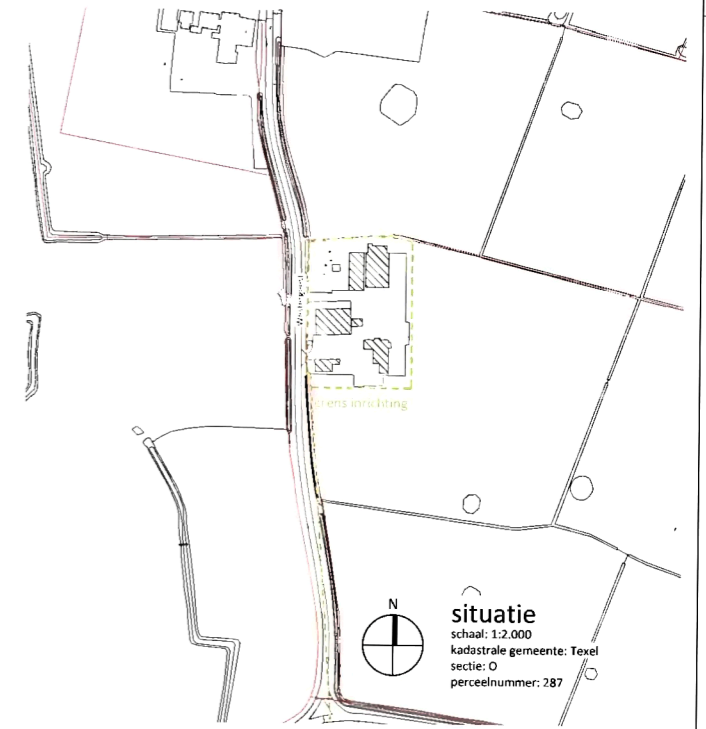 grens inrichting
N
situatie
schaal: 1:2.000
kadastrale gemeente: Texel
sectie: O
perceelnummer: 287